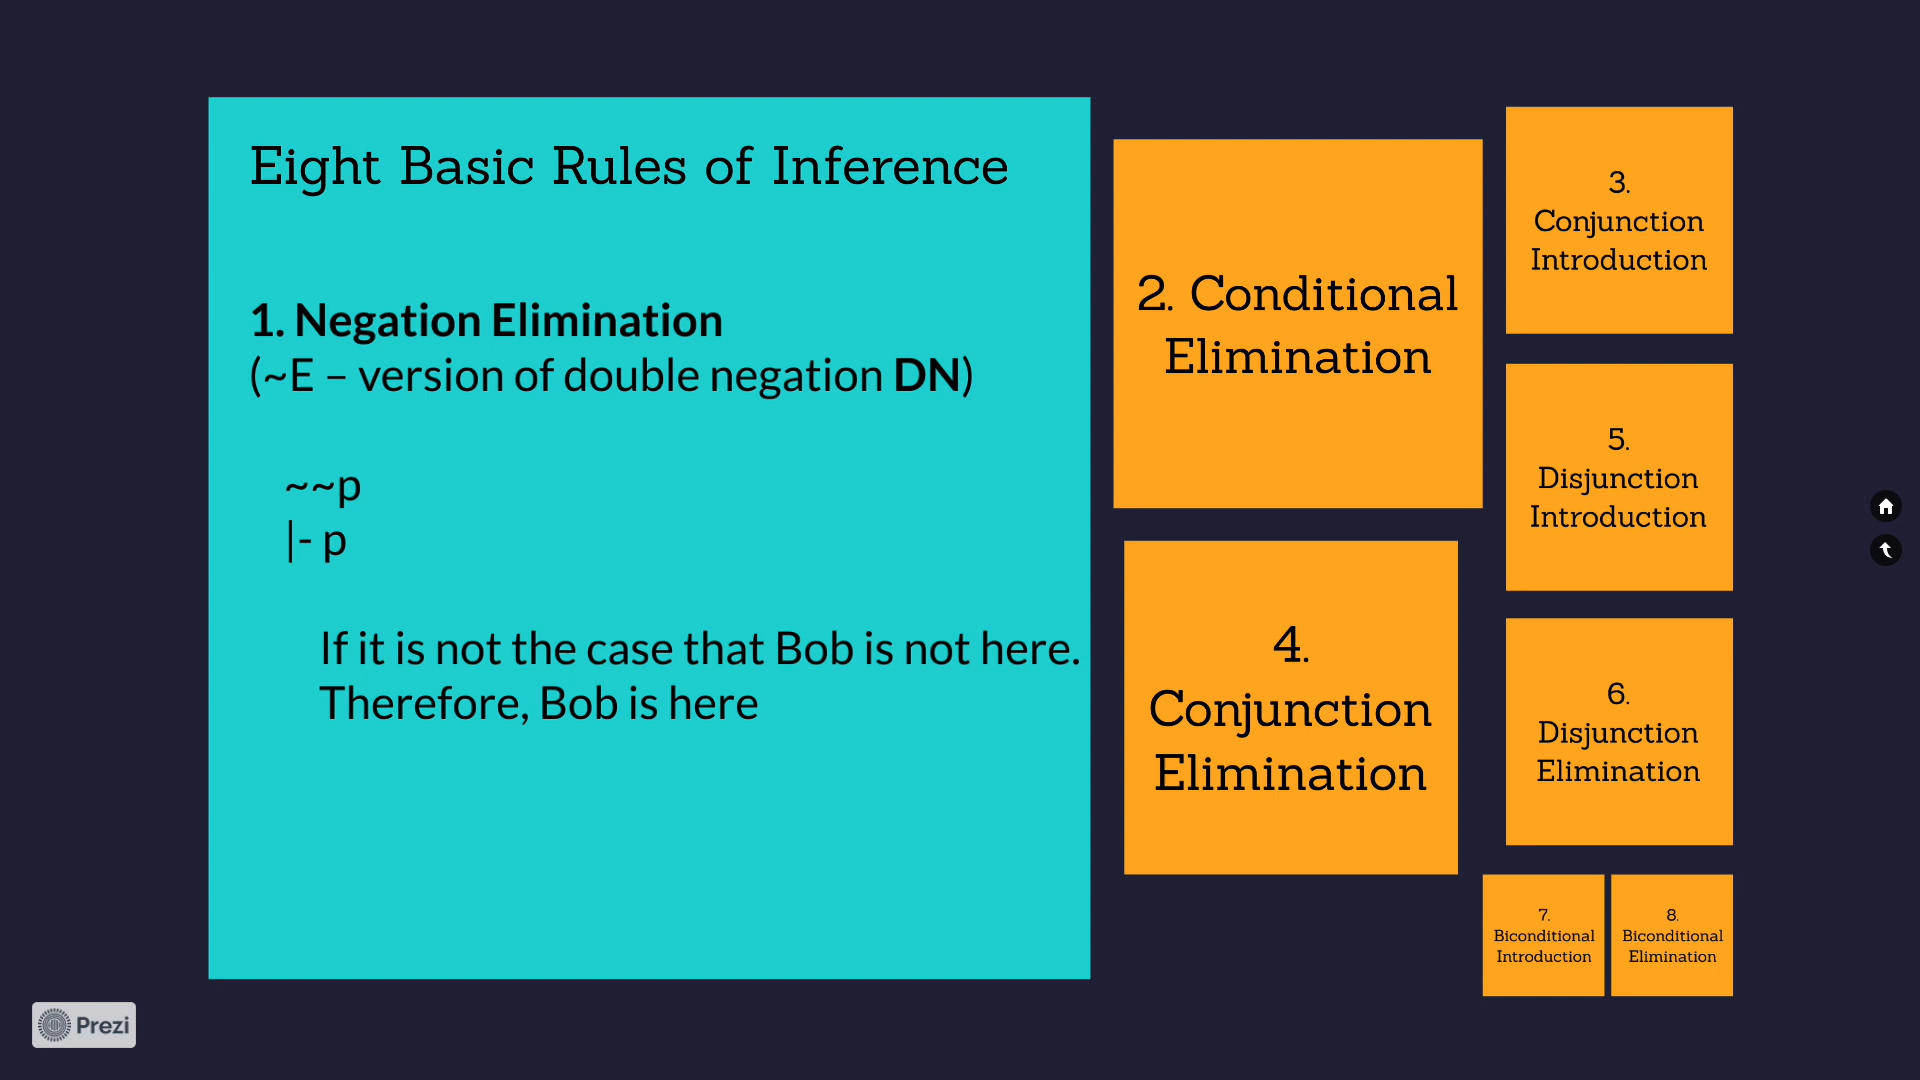 Eight Basic Rules of Inference
1. Negation Elimination
(~E – version of double negation DN)
~~p
|- p
If it is not the case that Bob is not here.
Therefore, Bob is here
2. Conditional
Elimination
3.
Conjunction
Introduction
4.
Conjunction
Elimination
5.
Disjunction
Introduction
6.
Disjunction
Elimination
7.
Biconditional
Introduction
8.
Biconditional
Elimination
Prezi